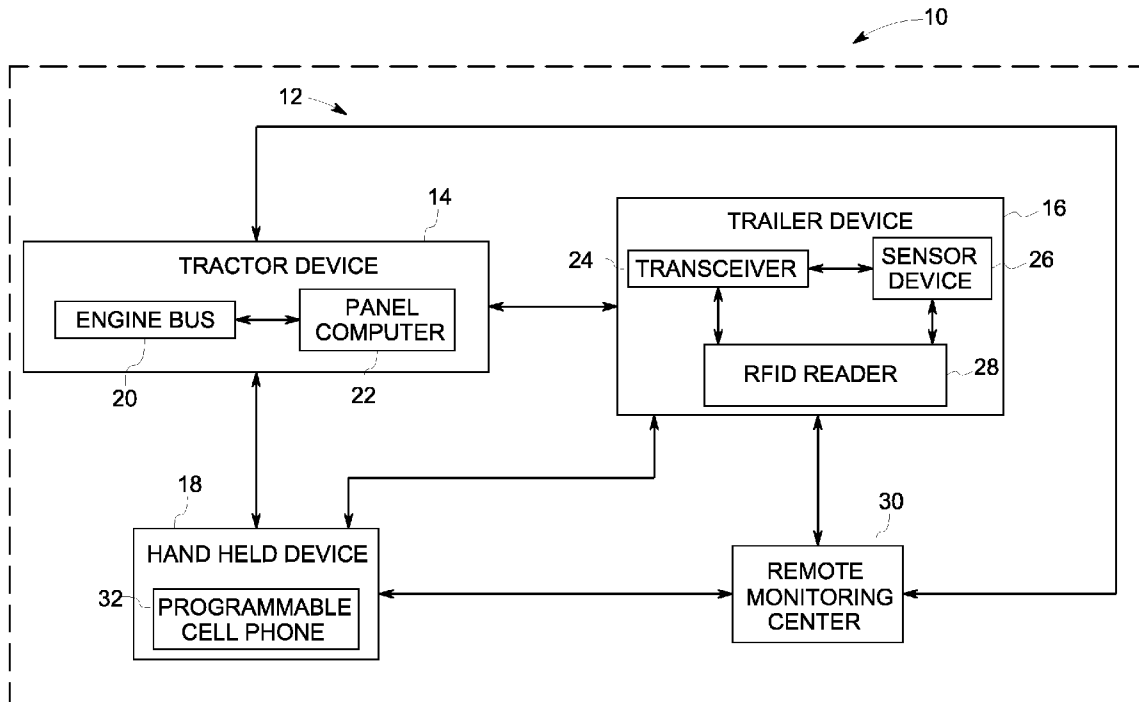 10
12
14
TRACTOR DEVICE
ENGINE BUS
PANEL
COMPUTER
20
22
TRAILER DEVICE
16
24
TRANSCEIVER
SENSOR
DEVICE
26
RFID READER
28
18
HAND HELD DEVICE
32
PROGRAMMABLE
CELL PHONE
30
REMOTE
MONITORING
CENTER